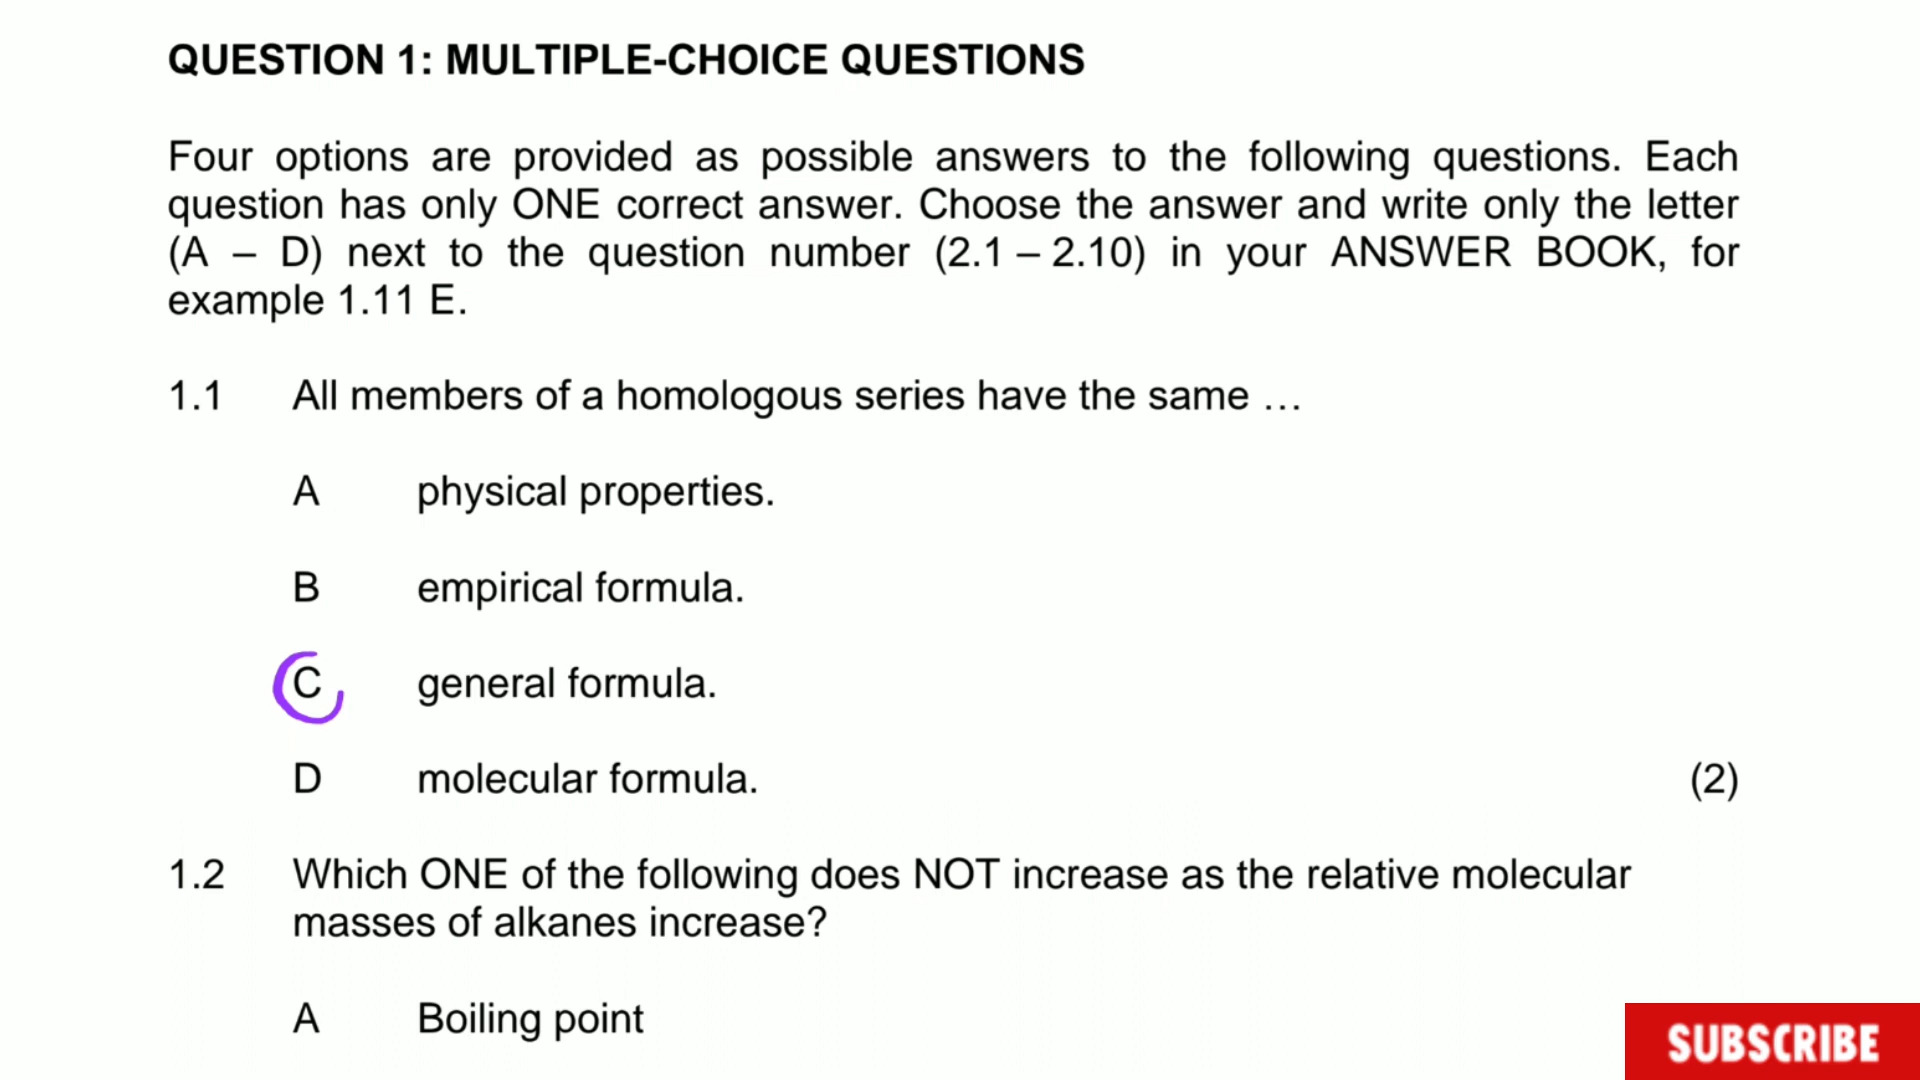 QUESTION 1: MULTIPLE-CHOICE QUESTIONS
Four options are provided as possible answers to the following questions. Each
question has only ONE correct answer. Choose the answer and write only the letter
(A – D) next to the question number (2.1 – 2.10) in your ANSWER BOOK, for
example 1.11 E.
1.1 All members of a homologous series have the same …
A physical properties.
B empirical formula.
C general formula.
D molecular formula. (2)
1.2 Which ONE of the following does NOT increase as the relative molecular
masses of alkanes increase?
A Boiling point
SUBSCRIBE